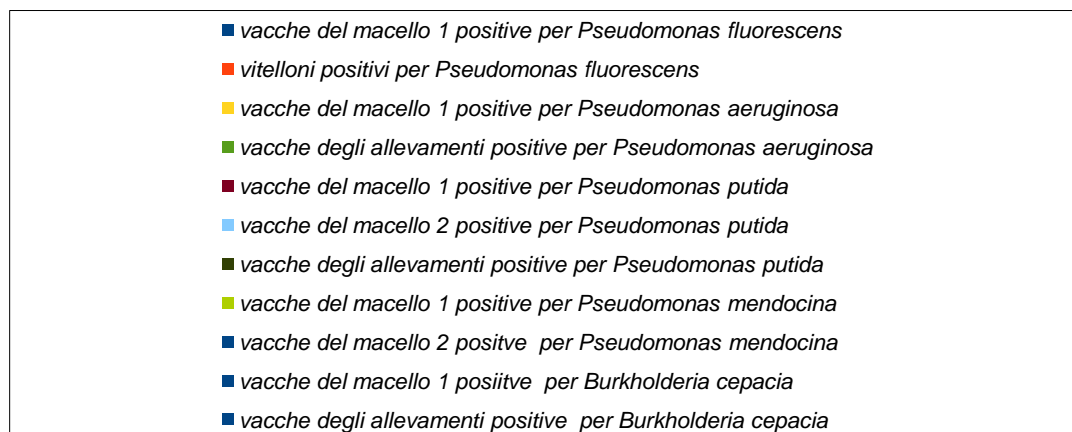 vacche del macello 1 positive per Pseudomonas fluorescens
vitelloni positivi per Pseudomonas fluorescens
vacche del macello 1 positive per Pseudomonas aeruginosa
vacche degli allevamenti positive per Pseudomonas aeruginosa
vacche del macello 1 positive per Pseudomonas putida
vacche del macello 2 positive per Pseudomonas putida
vacche degli allevamenti positive per Pseudomonas putida
vacche del macello 1 positive per Pseudomonas mendocina
vacche del macello 2 positve per Pseudomonas mendocina
vacche del macello 1 posiitve per Burkholderia cepacia
vacche degli allevamenti positive per Burkholderia cepacia